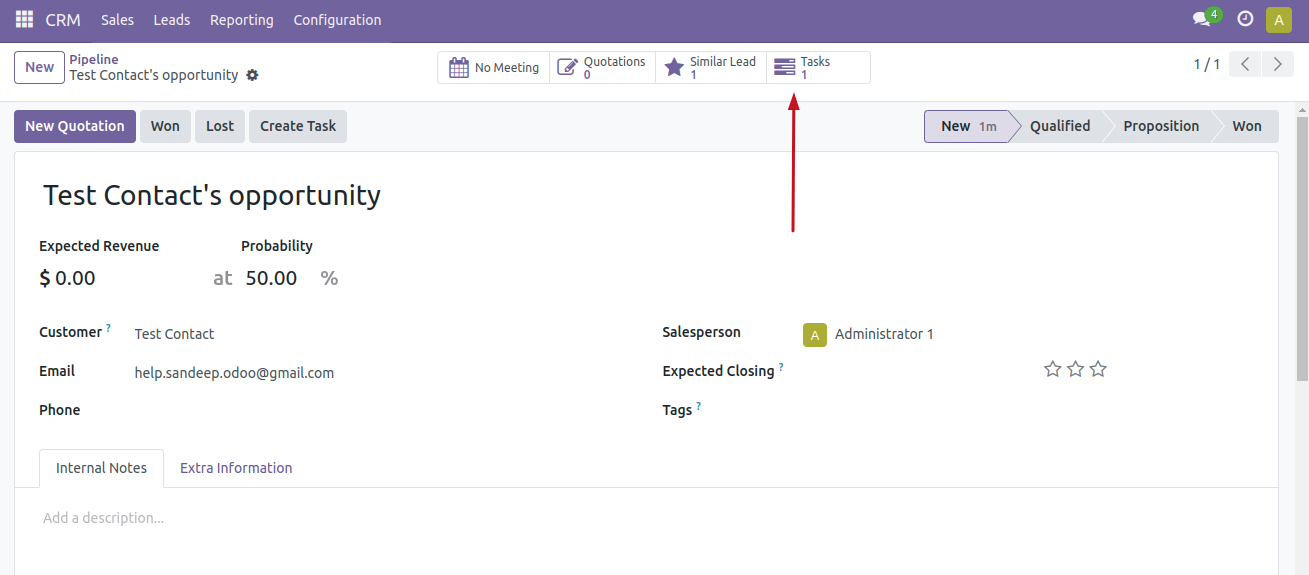 CRM Sales Leads Reporting Configuration 4 A
New Pipeline
Test Contact's opportunity
No Meeting
Quotations
0
Similar Lead
1
Tasks
1
1 / 1
New Quotation Won Lost Create Task
New 1m Qualified Proposition Won
Test Contact's opportunity
Expected Revenue Probability
$ 0.00 at 50.00 %
Customer ? Test Contact
Salesperson A Administrator 1
Email help.sandeep.odoo@gmail.com
Expected Closing ?
Phone
Tags ?
Internal Notes Extra Information
Add a description...